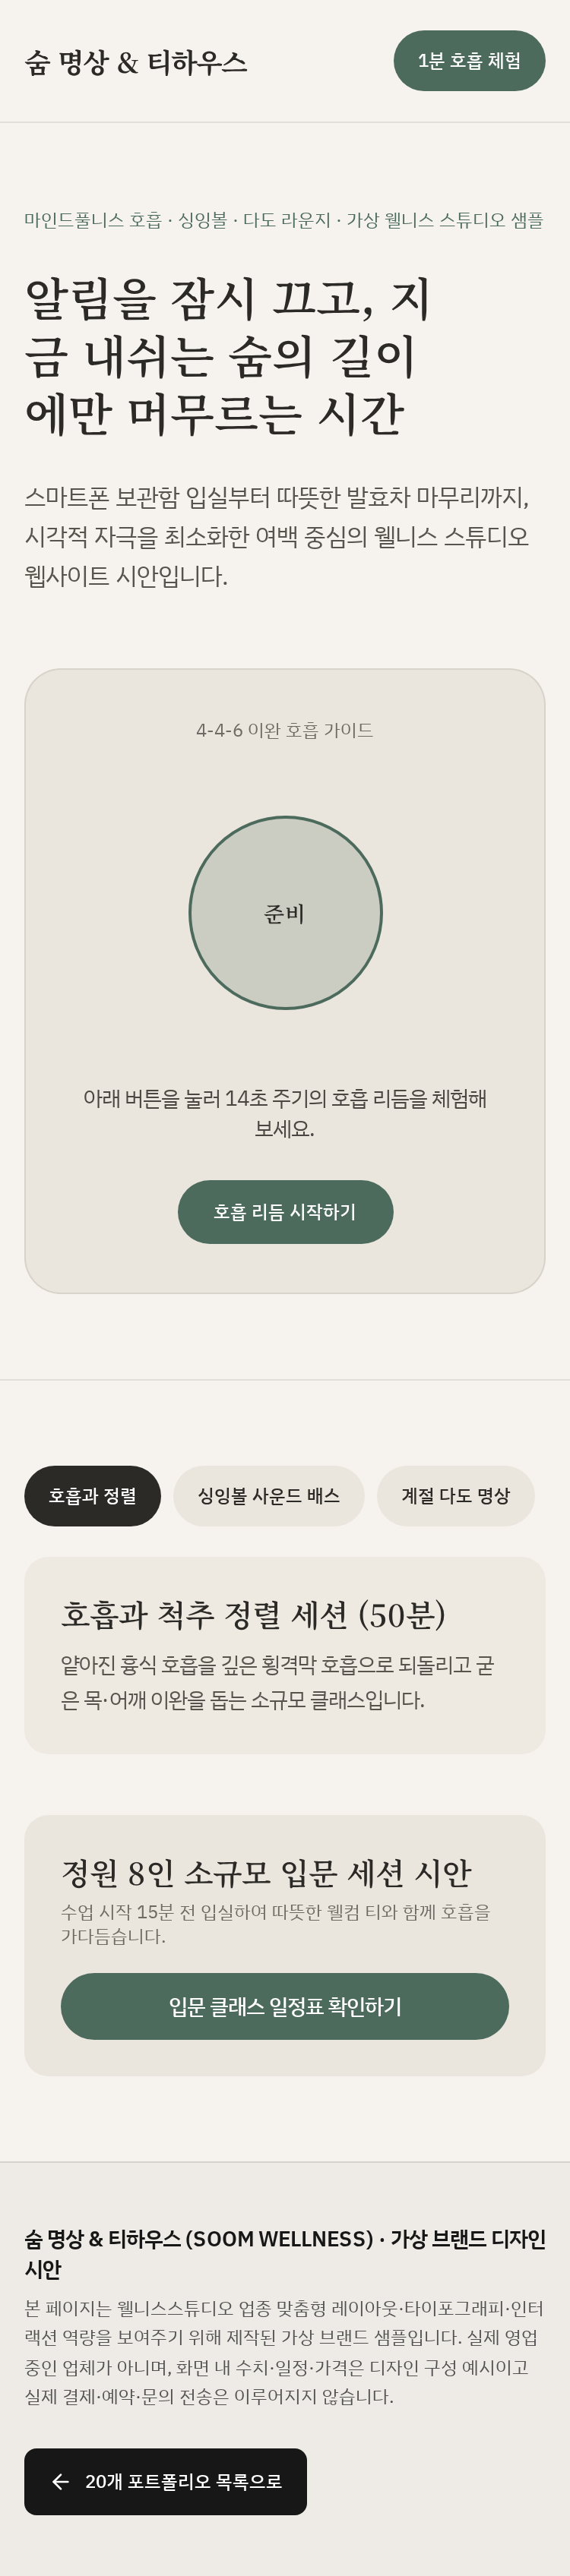 숨 명상 & 티하우스
1분 호흡 체험
마인드풀니스 호흡 · 싱잉볼 · 다도 라운지 · 가상 웰니스 스튜디오 샘플
알림을 잠시 끄고, 지
금 내쉬는 숨의 길이
에만 머무르는 시간
스마트폰 보관함 입실부터 따뜻한 발효차 마무리까지,
시각적 자극을 최소화한 여백 중심의 웰니스 스튜디오
웹사이트 시안입니다.
4-4-6 이완 호흡 가이드
준비
아래 버튼을 눌러 14초 주기의 호흡 리듬을 체험해
보세요.
호흡 리듬 시작하기
호흡과 정렬
싱잉볼 사운드 배스
계절 다도 명상
호흡과 척추 정렬 세션 (50분)
얕아진 흉식 호흡을 깊은 횡격막 호흡으로 되돌리고 굳
은 목·어깨 이완을 돕는 소규모 클래스입니다.
정원 8인 소규모 입문 세션 시안
수업 시작 15분 전 입실하여 따뜻한 웰컴 티와 함께 호흡을
가다듬습니다.
입문 클래스 일정표 확인하기
숨 명상 & 티하우스 (SOOM WELLNESS) · 가상 브랜드 디자인
시안
본 페이지는 웰니스스튜디오 업종 맞춤형 레이아웃·타이포그래피·인터
랙션 역량을 보여주기 위해 제작된 가상 브랜드 샘플입니다. 실제 영업
중인 업체가 아니며, 화면 내 수치·일정·가격은 디자인 구성 예시이고
실제 결제·예약·문의 전송은 이루어지지 않습니다.
← 20개 포트폴리오 목록으로